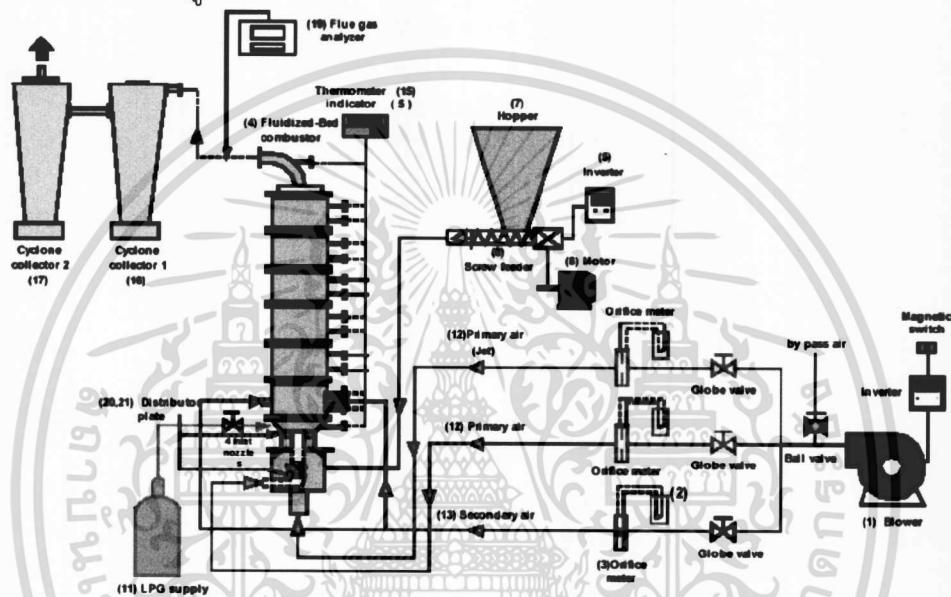 (19) Flue gas
analyzer
Thermometer (15)
indicator ( 5 )
(4) Fluidized-Bed
combustor
(7)
Hopper
(9)
Inverter
Cyclone
collector 2
(17)
Cyclone
collector 1
(16)
Screw feeder
(8) Motor
Orifice meter
Magnetic
switch
(12)Primary air
(Jet)
by pass air
Globe valve
Inverter
(20,21) Distributor
plate
4 inlet
nozzle
s
(12) Primary air
Orifice meter
Globe valve
Ball valve
(2)
(13) Secondary air
(1) Blower
(3)Orifice
meter
Globe valve
(11) LPG supply